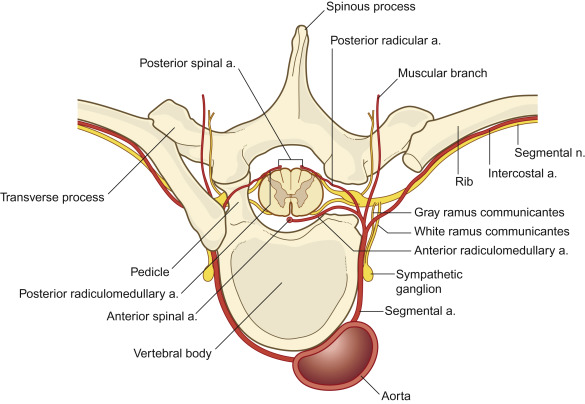 Spinous process
Posterior radicular a.
Posterior spinal a.
Muscular branch
Segmental n.
Intercostal a.
Rib
Transverse process
Gray ramus communicantes
White ramus communicantes
Anterior radiculomedullary a.
Pedicle
Sympathetic
ganglion
Posterior radiculomedullary a.
Anterior spinal a.
Segmental a.
Vertebral body
Aorta